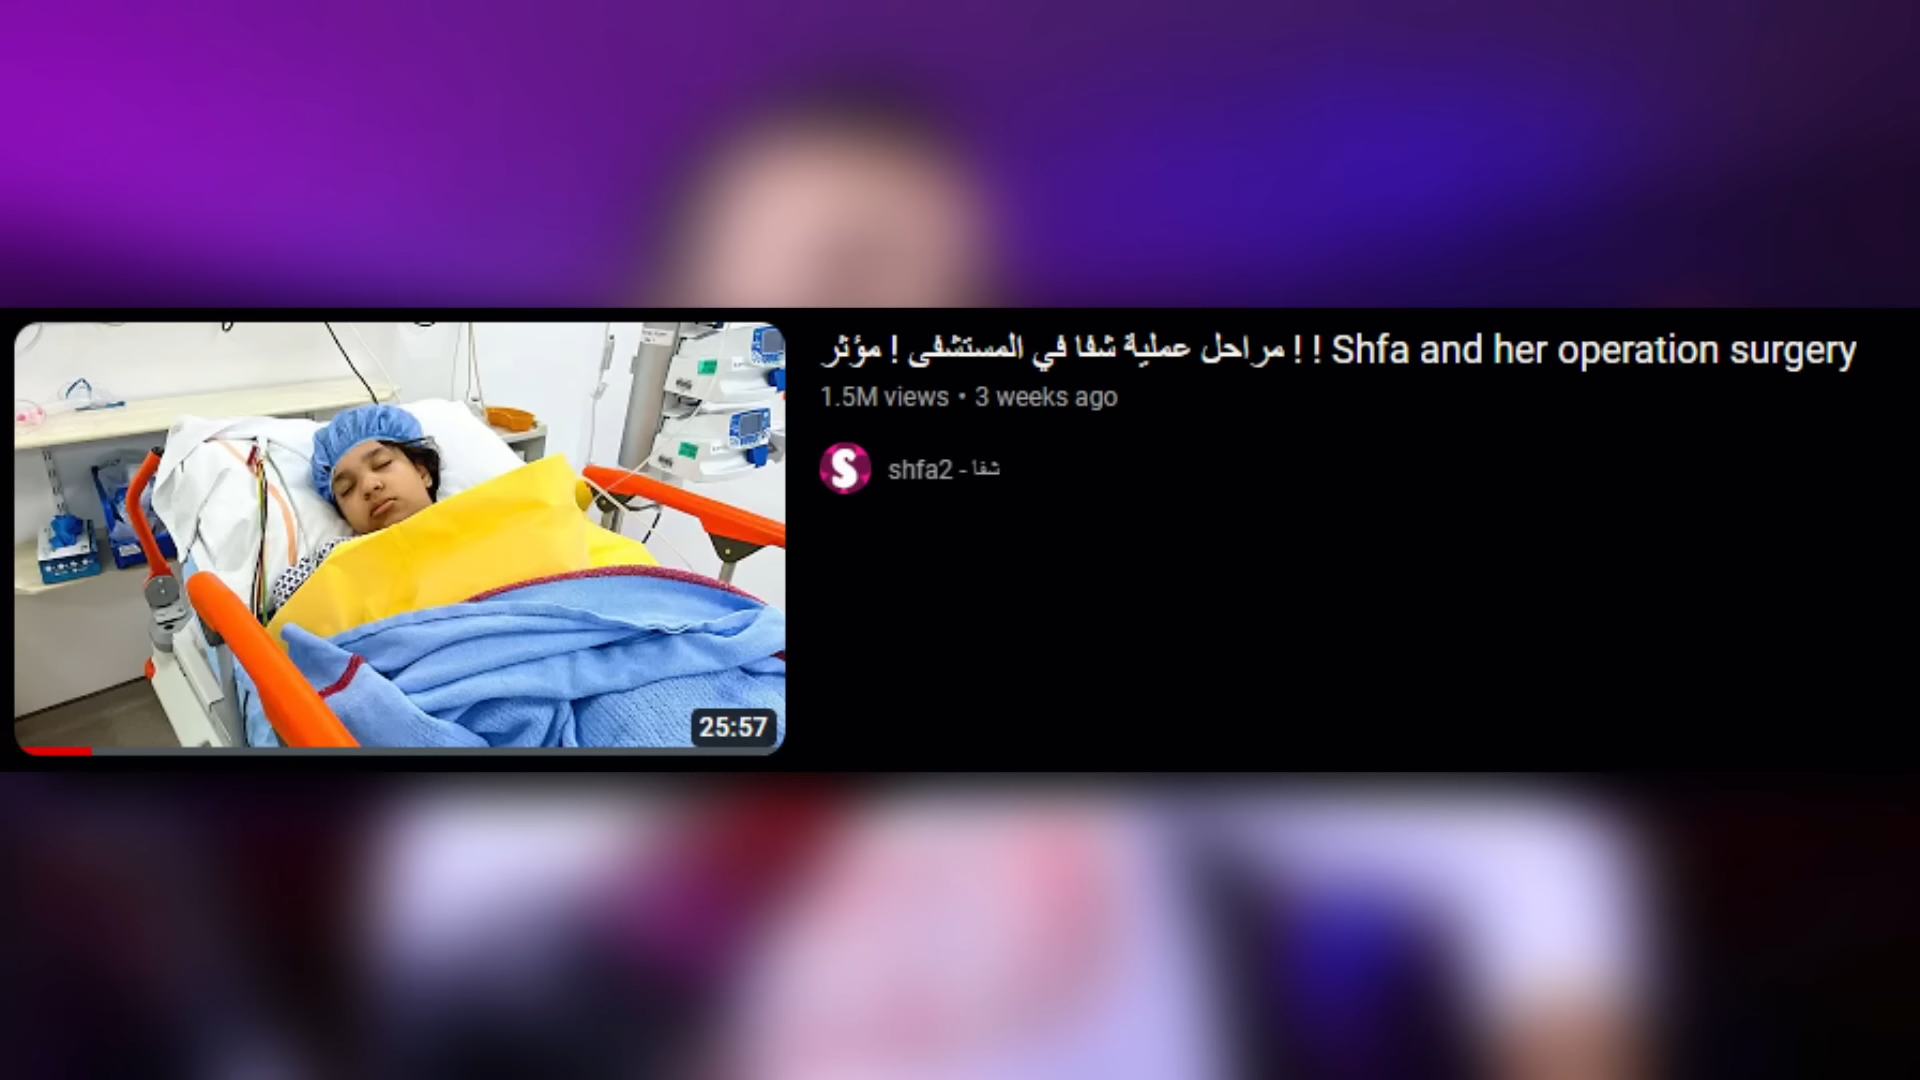 مراحل عملية شفا في المستشفى ! مؤثر ! ! Shfa and her operation surgery
1.5M views • 3 weeks ago
S
shfa2 - شفا
25:57